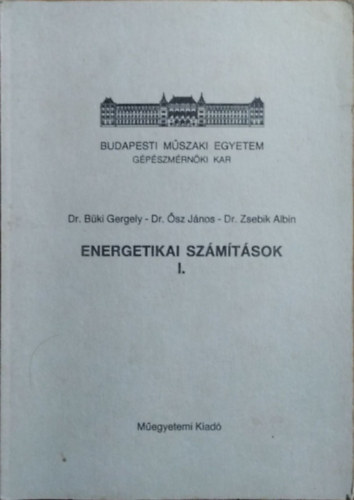 BUDAPESTI MŰSZAKI EGYETEM
GÉPÉSZMÉRNÖKI KAR
Dr. Büki Gergely - Dr. Ősz János - Dr. Zsebik Albin
ENERGETIKAI SZÁMÍTÁSOK
I.
Műegyetemi Kiadó